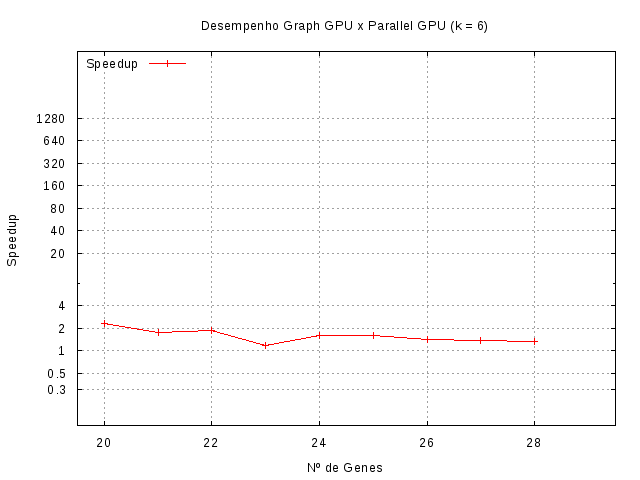 Desempenho Graph GPU x Parallel GPU (k = 6)
Speedup
1280
640
320
160
80
40
20
4
2
1
0.5
0.3
Speedup
20 22 24 26 28
Nº de Genes